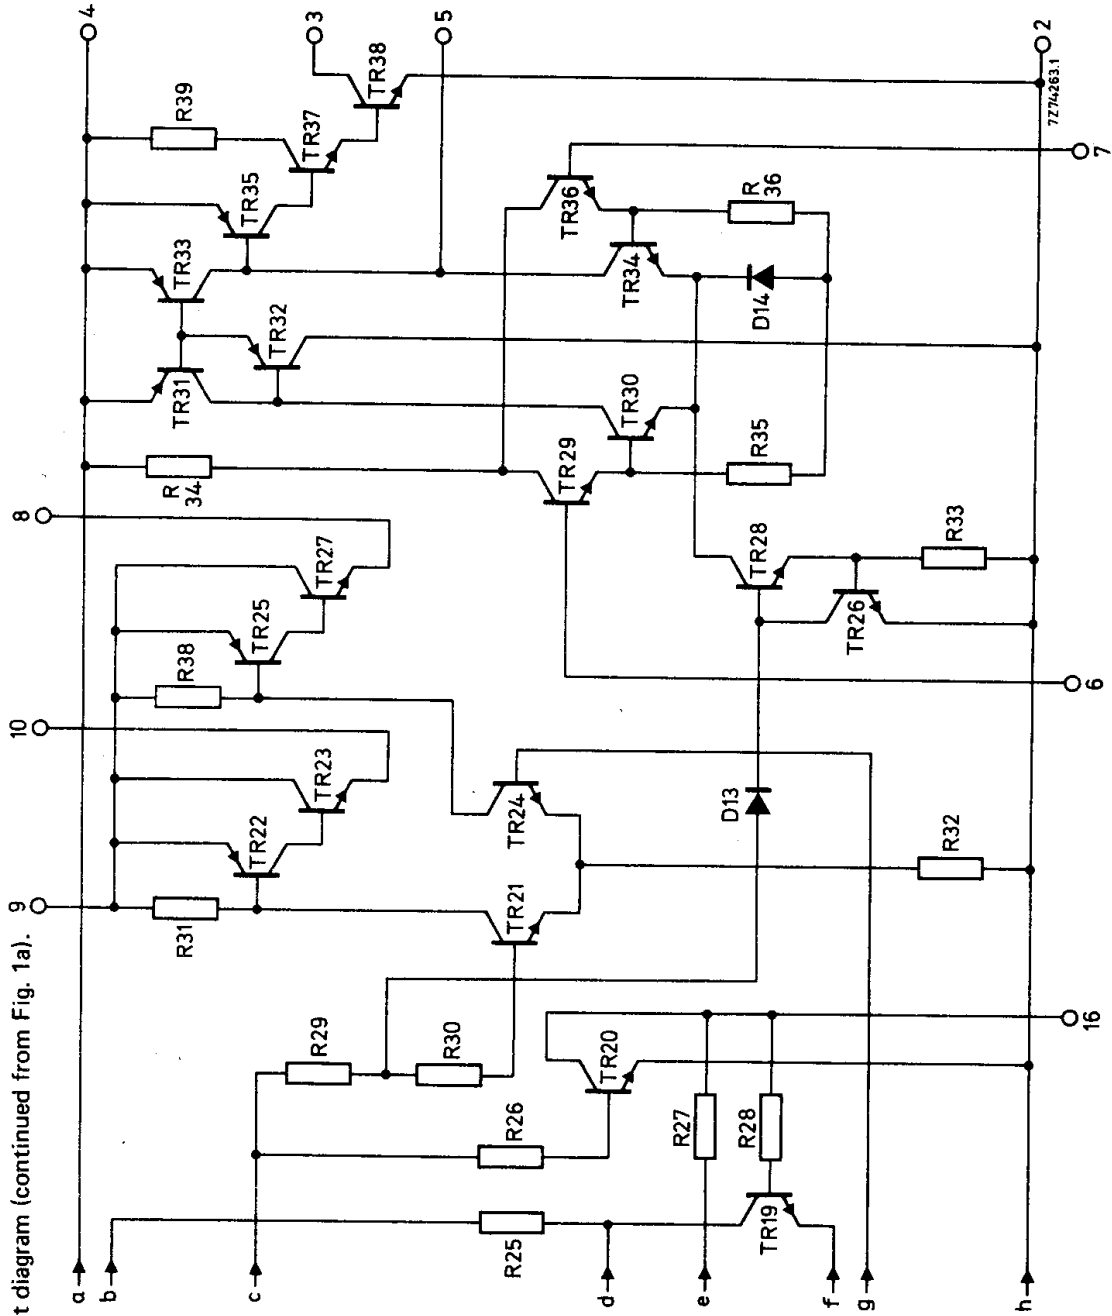 t diagram (continued from Fig. 1a).
9
10
8
4
3
5
2
7Z74263.1
7
6
16
a
b
c
d
e
f
g
h
R39
TR38
TR37
TR35
TR33
TR32
TR31
R
34
TR36
R
36
TR34
D14
TR30
TR29
R35
TR28
R33
TR26
TR27
TR25
R38
TR23
TR22
R31
TR24
TR21
D13
R32
R29
R30
R26
TR20
R27
R28
R25
TR19